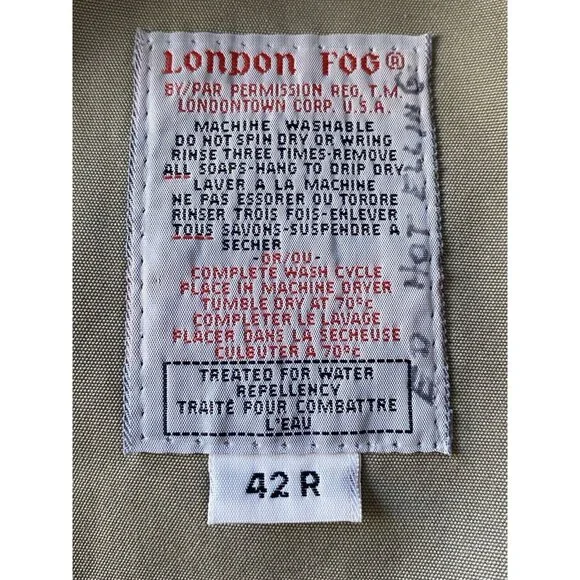 LONDON FOG®
BY/PAR PERMISSION REG. T.M.
LONDONTOWN CORP. U.S.A.
MACHINE WASHABLE
DO NOT SPIN DRY OR WRING
RINSE THREE TIMES-REMOVE
ALL SOAPS-HANG TO DRIP DRY
LAVER A LA MACHINE
NE PAS ESSORER OU TORDRE
RINSER TROIS FOIS-ENLEVER
TOUS SAVONS-SUSPENDRE A
SECHER
-OR/OU-
COMPLETE WASH CYCLE
PLACE IN MACHINE DRYER
TUMBLE DRY AT 70°c
COMPLETER LE LAVAGE
PLACER DANS LA SECHEUSE
CULBUTER A 70°c
TREATED FOR WATER
REPELLENCY
TRAITÉ POUR COMBATTRE
L'EAU
42 R
ED HOTELLING